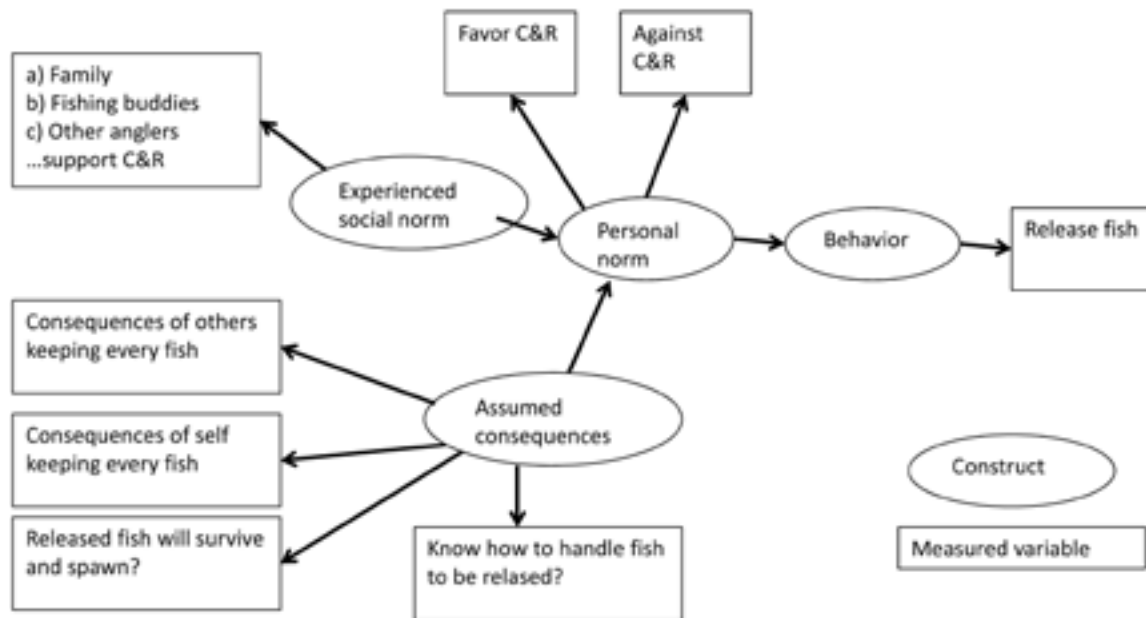 Favor C&R
Against
C&R
a) Family
b) Fishing buddies
c) Other anglers
...support C&R
Experienced
social norm
Personal
norm
Behavior
Release fish
Consequences of others
keeping every fish
Assumed
consequences
Consequences of self
keeping every fish
Construct
Released fish will survive
and spawn?
Know how to handle fish
to be relased?
Measured variable